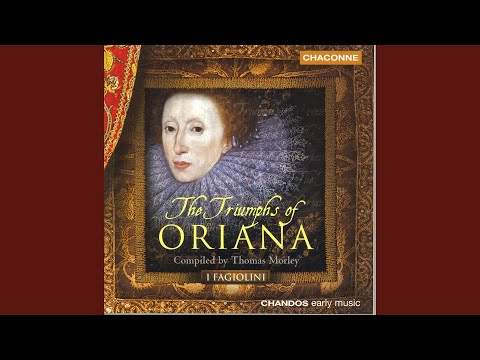 CHACONNE
The Triumphs of
ORIANA
Compiled by Thomas Morley
I FAGIOLINI
CHANDOS early music